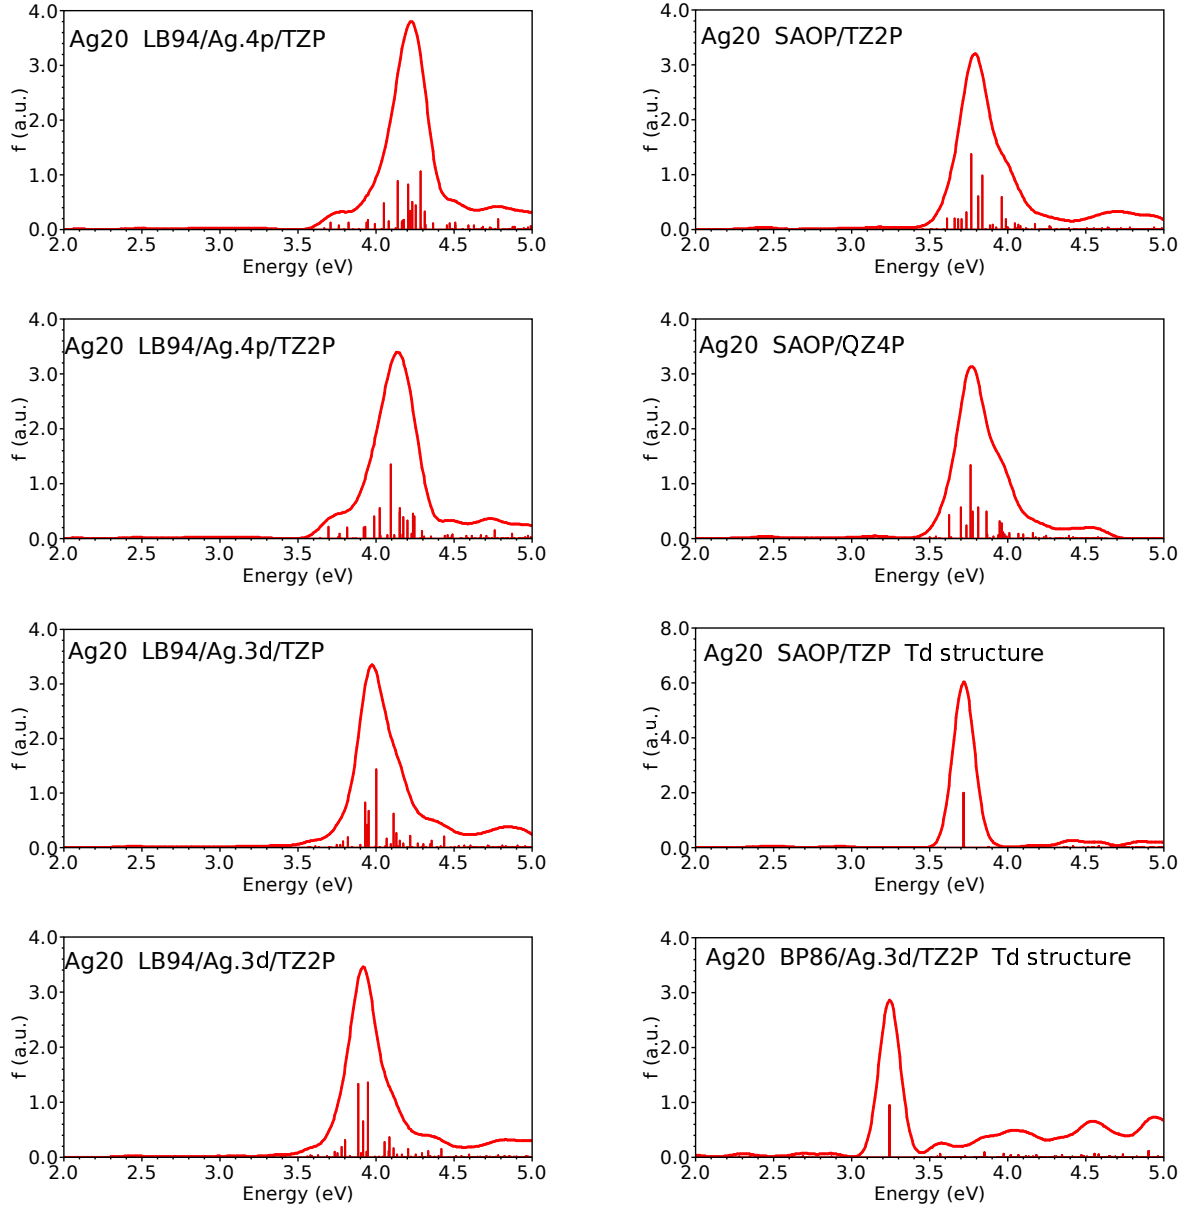 Ag20 LB94/Ag.4p/TZP
4.0
3.0
2.0
1.0
0.0
f (a.u.)
2.0 2.5 3.0 3.5 4.0 4.5 5.0
Energy (eV)
Ag20 SAOP/TZ2P
4.0
3.0
2.0
1.0
0.0
f (a.u.)
2.0 2.5 3.0 3.5 4.0 4.5 5.0
Energy (eV)
Ag20 LB94/Ag.4p/TZ2P
4.0
3.0
2.0
1.0
0.0
f (a.u.)
2.0 2.5 3.0 3.5 4.0 4.5 5.0
Energy (eV)
Ag20 SAOP/QZ4P
4.0
3.0
2.0
1.0
0.0
f (a.u.)
2.0 2.5 3.0 3.5 4.0 4.5 5.0
Energy (eV)
Ag20 LB94/Ag.3d/TZP
4.0
3.0
2.0
1.0
0.0
f (a.u.)
2.0 2.5 3.0 3.5 4.0 4.5 5.0
Energy (eV)
Ag20 SAOP/TZP Td structure
8.0
6.0
4.0
2.0
0.0
f (a.u.)
2.0 2.5 3.0 3.5 4.0 4.5 5.0
Energy (eV)
Ag20 LB94/Ag.3d/TZ2P
4.0
3.0
2.0
1.0
0.0
f (a.u.)
2.0 2.5 3.0 3.5 4.0 4.5 5.0
Energy (eV)
Ag20 BP86/Ag.3d/TZ2P Td structure
4.0
3.0
2.0
1.0
0.0
f (a.u.)
2.0 2.5 3.0 3.5 4.0 4.5 5.0
Energy (eV)